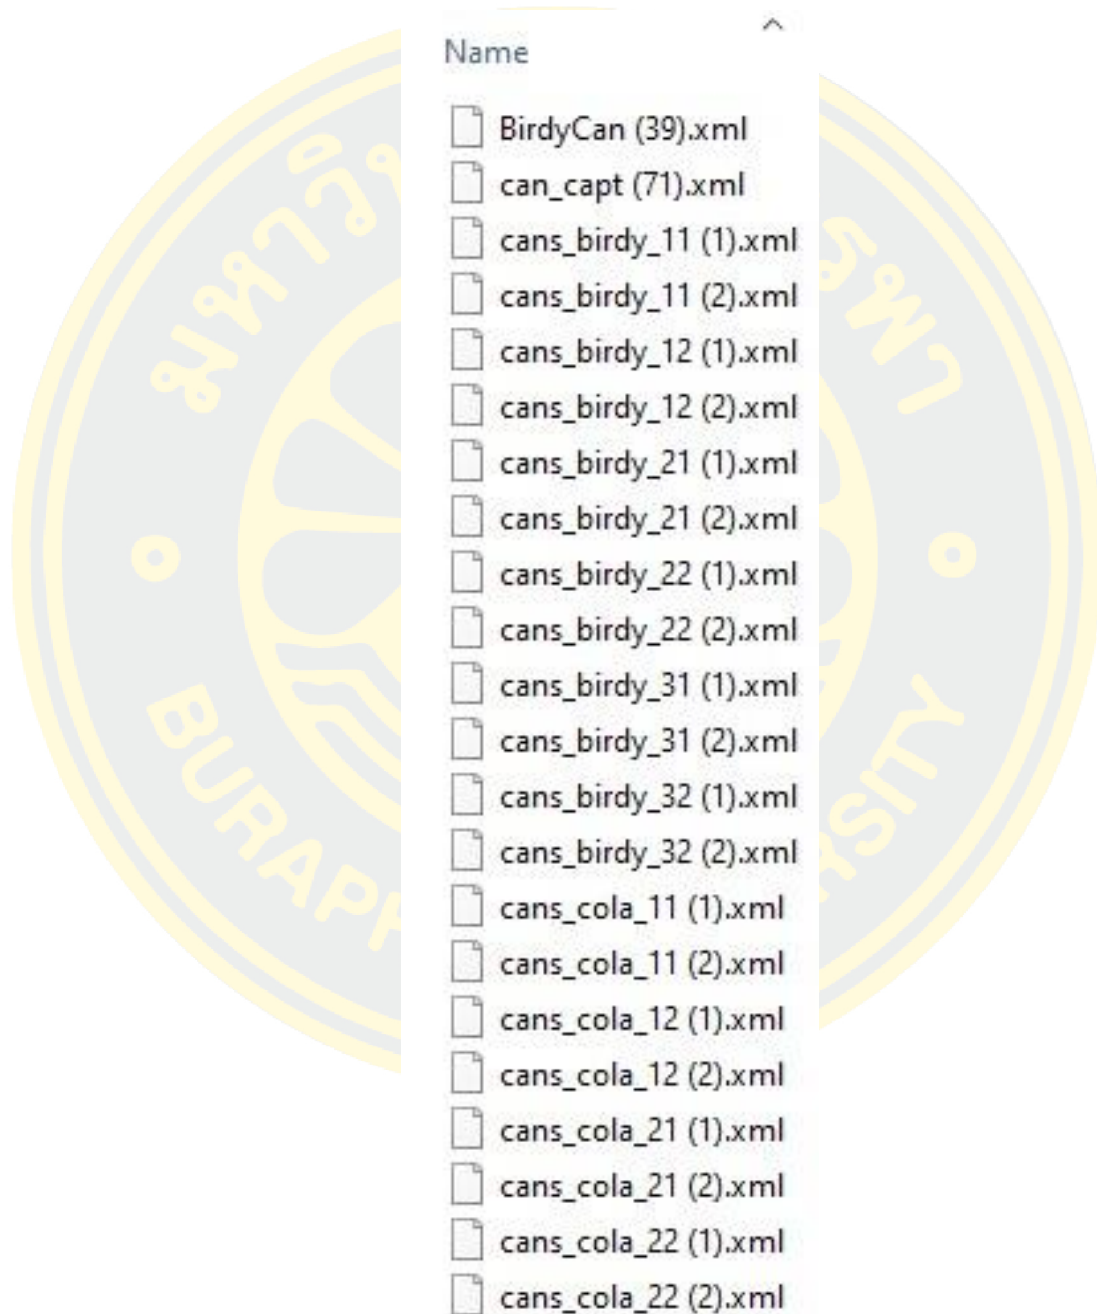 Name
BirdyCan (39).xml
can_capt (71).xml
cans_birdy_11 (1).xml
cans_birdy_11 (2).xml
cans_birdy_12 (1).xml
cans_birdy_12 (2).xml
cans_birdy_21 (1).xml
cans_birdy_21 (2).xml
cans_birdy_22 (1).xml
cans_birdy_22 (2).xml
cans_birdy_31 (1).xml
cans_birdy_31 (2).xml
cans_birdy_32 (1).xml
cans_birdy_32 (2).xml
cans_cola_11 (1).xml
cans_cola_11 (2).xml
cans_cola_12 (1).xml
cans_cola_12 (2).xml
cans_cola_21 (1).xml
cans_cola_21 (2).xml
cans_cola_22 (1).xml
cans_cola_22 (2).xml